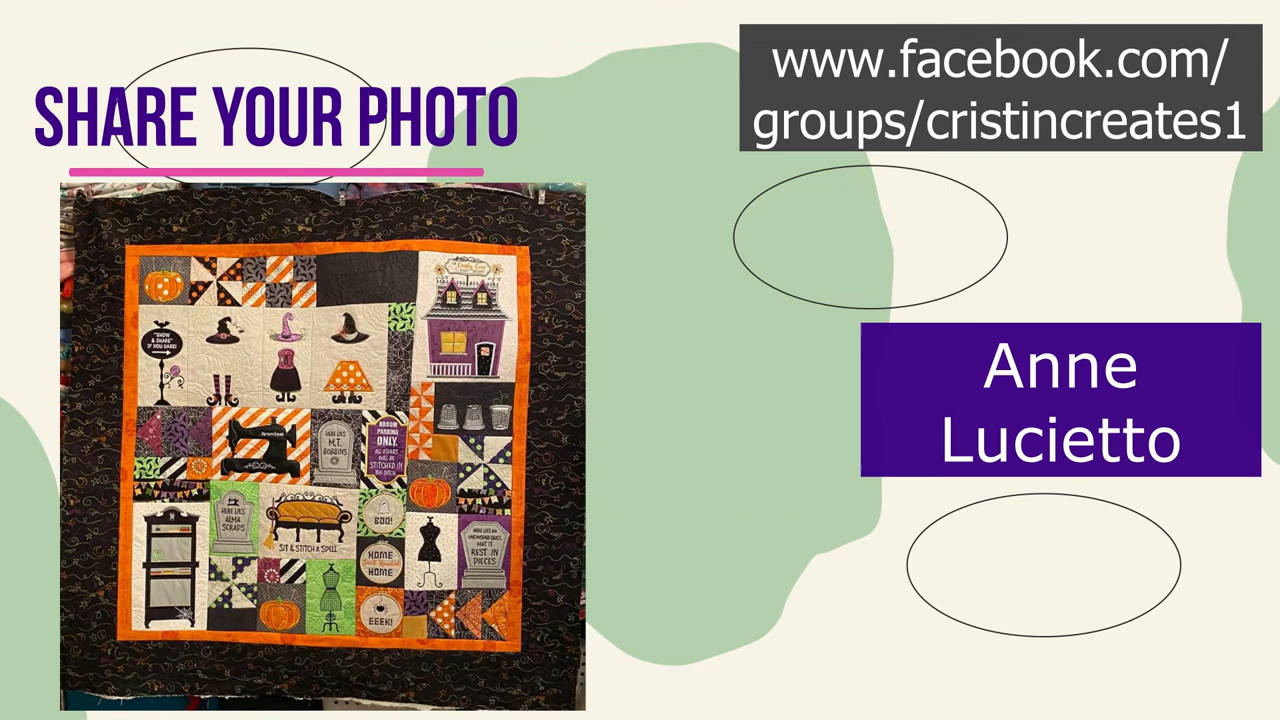 SHARE YOUR PHOTO
www.facebook.com/
groups/cristincreates1
Anne
Lucietto
"SHOW
& SHARE"
IF YOU DARE!
HERE LIES
M.T.
BOBBINS
BROOM
PARKING
ONLY.
ALL OTHERS
WILL BE
STITCHED IN
THE DITCH
HERE LIES
ALMA
SCRAPS
SIT & STITCH A SPELL
BOO!
HOME
HOME
EEEK!
HERE LIES AN
UNFINISHED QUILT,
MAY IT
REST IN
PIECES